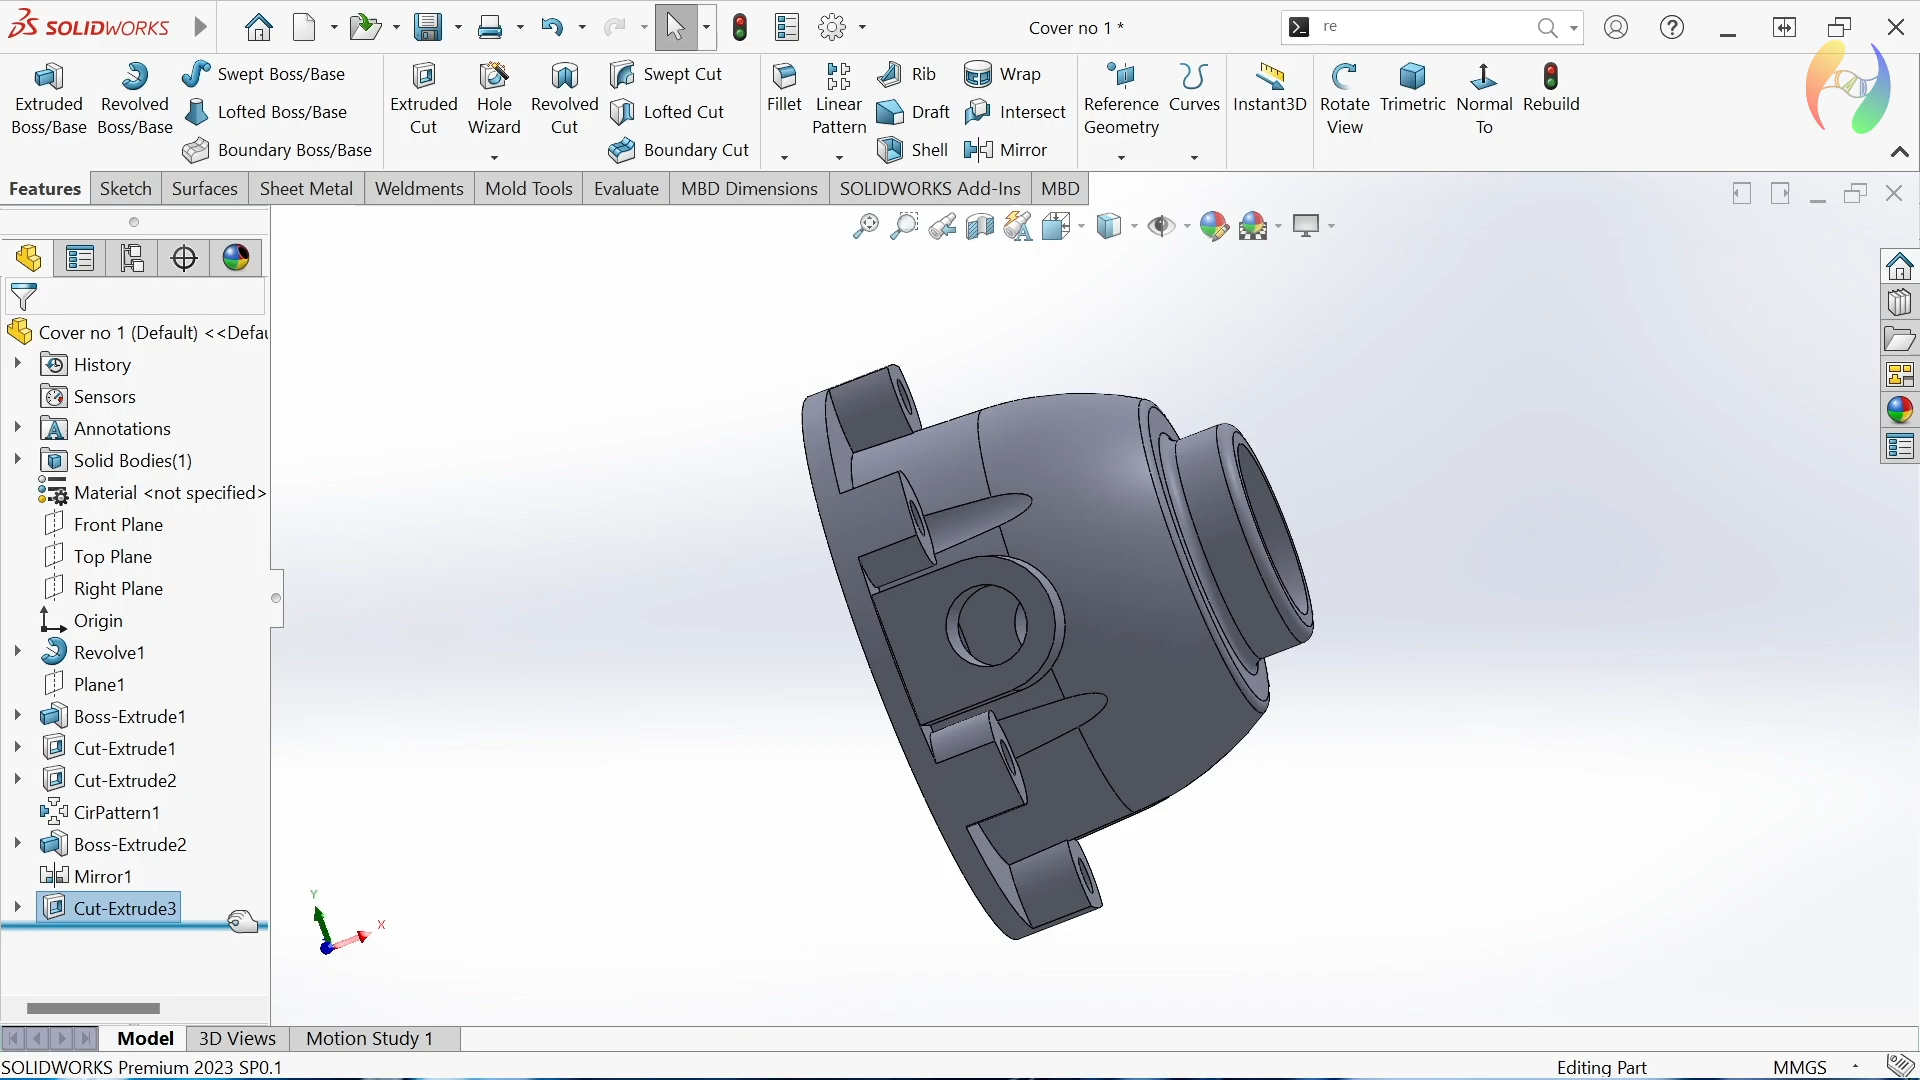 SOLIDWORKS
Cover no 1 *
re
Extruded Boss/Base
Revolved Boss/Base
Swept Boss/Base
Lofted Boss/Base
Boundary Boss/Base
Extruded Cut
Hole Wizard
Revolved Cut
Swept Cut
Lofted Cut
Boundary Cut
Fillet
Linear Pattern
Rib
Draft
Shell
Wrap
Intersect
Mirror
Reference Geometry
Curves
Instant3D
Rotate View
Trimetric
Normal To
Rebuild
Features
Sketch
Surfaces
Sheet Metal
Weldments
Mold Tools
Evaluate
MBD Dimensions
SOLIDWORKS Add-Ins
MBD
Cover no 1 (Default) <<Defau
History
Sensors
Annotations
Solid Bodies(1)
Material <not specified>
Front Plane
Top Plane
Right Plane
Origin
Revolve1
Plane1
Boss-Extrude1
Cut-Extrude1
Cut-Extrude2
CirPattern1
Boss-Extrude2
Mirror1
Cut-Extrude3
Y
X
Model
3D Views
Motion Study 1
SOLIDWORKS Premium 2023 SP0.1
Editing Part
MMGS